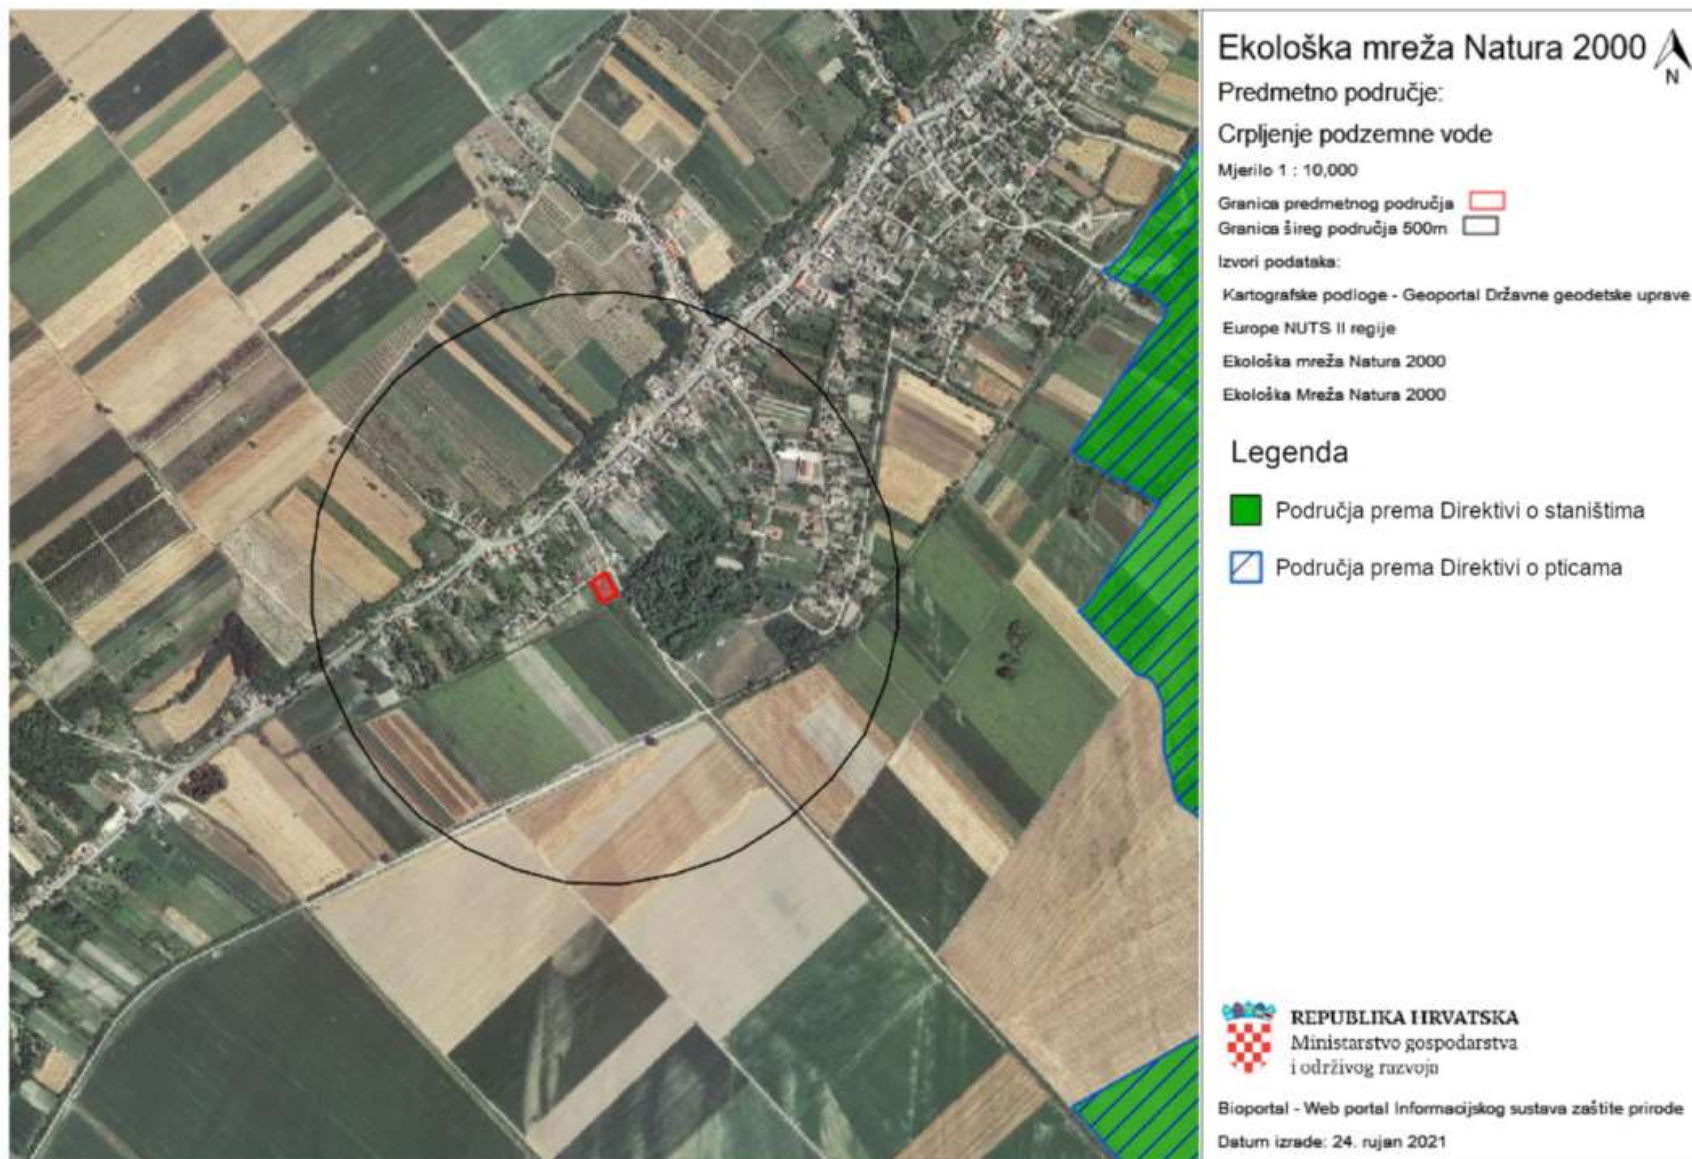 Ekološka mreža Natura 2000
N
Predmetno područje:
Crpljenje podzemne vode
Mjerilo 1 : 10,000
Granica predmetnog područja
Granica šireg područja 500m
Izvori podataka:
Kartografske podloge - Geoportal Državne geodetske uprave
Europe NUTS II regije
Ekološka mreža Natura 2000
Ekološka Mreža Natura 2000
Legenda
Područja prema Direktivi o staništima
Područja prema Direktivi o pticama
REPUBLIKA HRVATSKA
Ministarstvo gospodarstva
i održivog razvoja
Bioportal - Web portal Informacijskog sustava zaštite prirode
Datum izrade: 24. rujan 2021